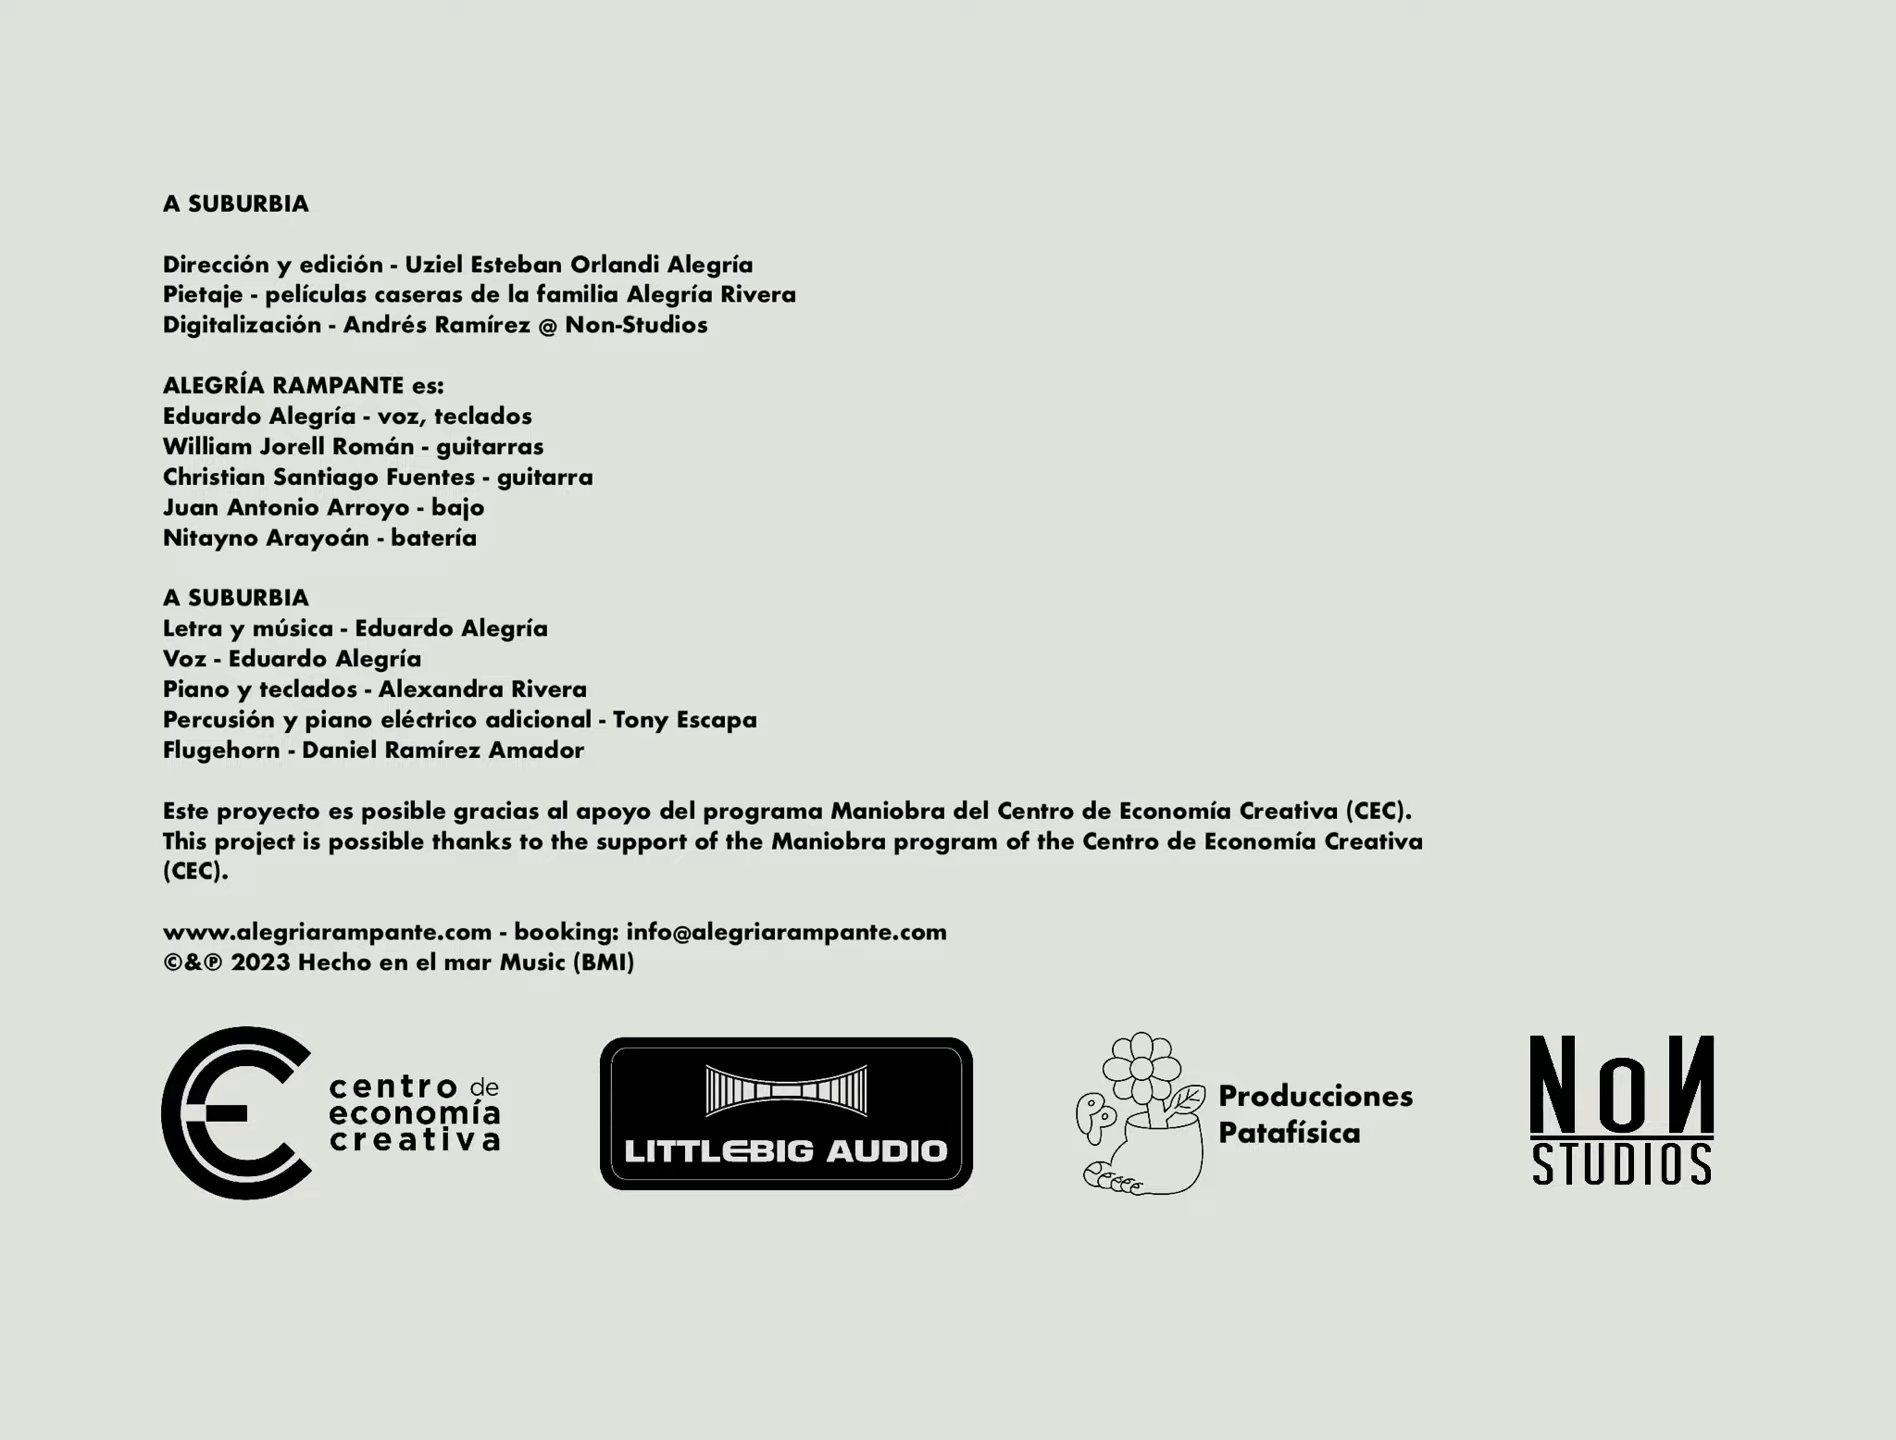 A SUBURBIA
Dirección y edición - Uziel Esteban Orlandi Alegría
Pietaje - películas caseras de la familia Alegría Rivera
Digitalización - Andrés Ramírez @ Non-Studios
ALEGRÍA RAMPANTE es:
Eduardo Alegría - voz, teclados
William Jorell Román - guitarras
Christian Santiago Fuentes - guitarra
Juan Antonio Arroyo - bajo
Nitayno Arayoán - batería
A SUBURBIA
Letra y música - Eduardo Alegría
Voz - Eduardo Alegría
Piano y teclados - Alexandra Rivera
Percusión y piano eléctrico adicional - Tony Escapa
Flugehorn - Daniel Ramírez Amador
Este proyecto es posible gracias al apoyo del programa Maniobra del Centro de Economía Creativa (CEC).
This project is possible thanks to the support of the Maniobra program of the Centro de Economía Creativa
(CEC).
www.alegriarampante.com - booking: info@alegriarampante.com
©&℗ 2023 Hecho en el mar Music (BMI)
centro de
economía
creativa
LITTLEBIG AUDIO
PP
Producciones
Patafísica
NoN
STUDIOS